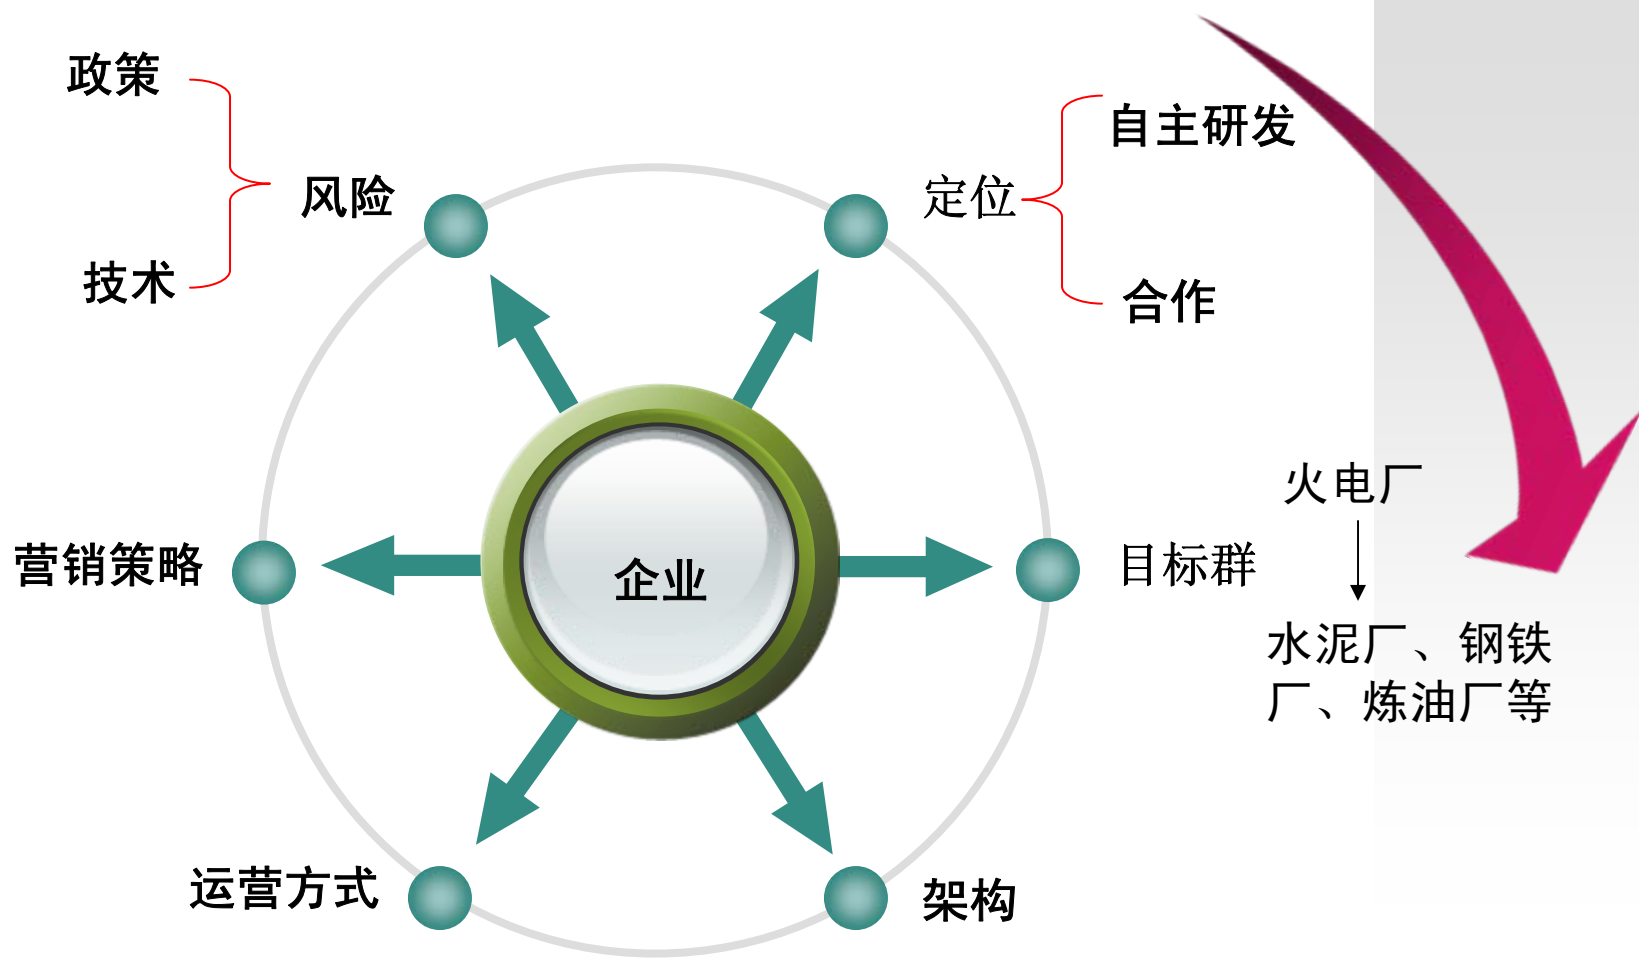 政策
自主研发
风险
定位
技术
合作
火电厂
营销策略
企业
目标群
水泥厂、钢铁
厂、炼油厂等
运营方式
架构